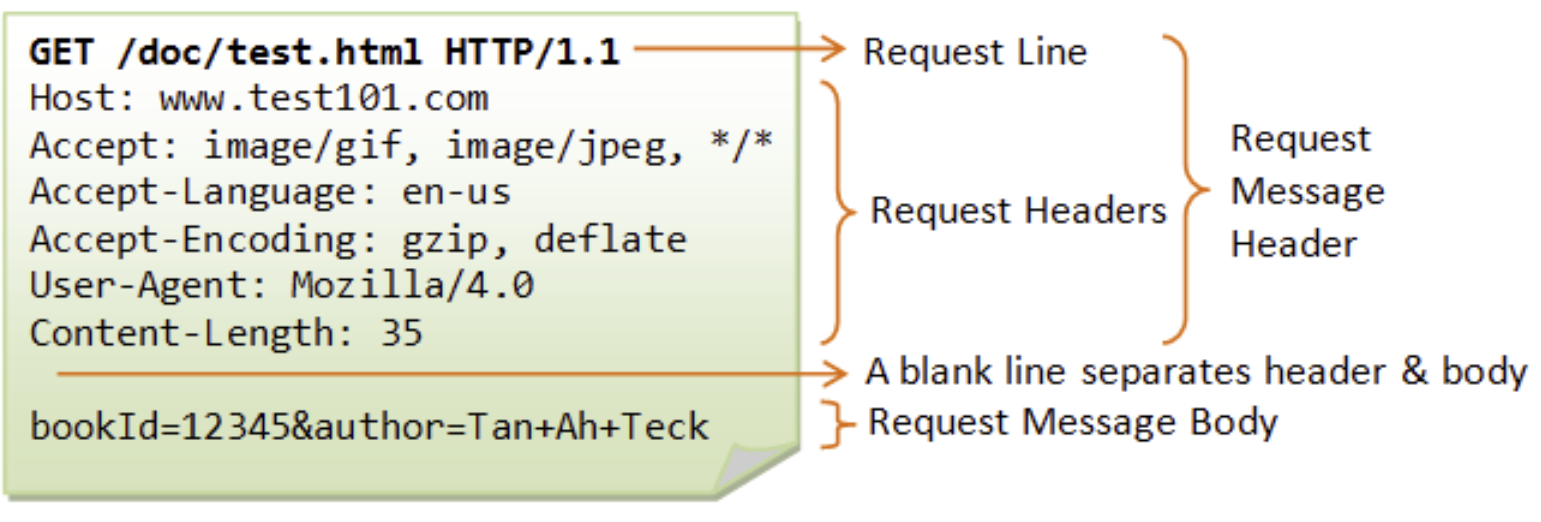 GET /doc/test.html HTTP/1.1
Host: www.test101.com
Accept: image/gif, image/jpeg, */*
Accept-Language: en-us
Accept-Encoding: gzip, deflate
User-Agent: Mozilla/4.0
Content-Length: 35
bookId=12345&author=Tan+Ah+Teck
Request Line
Request Headers
A blank line separates header & body
Request Message Body
Request
Message
Header